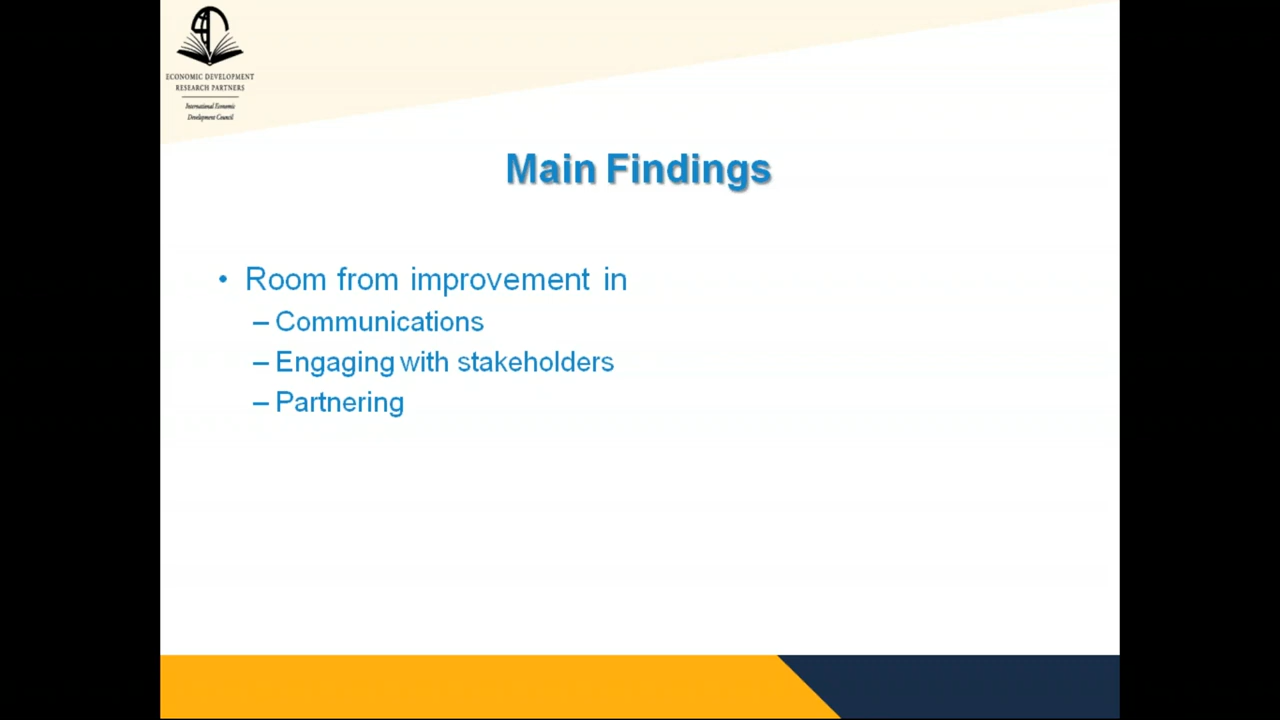 ECONOMIC DEVELOPMENT
RESEARCH PARTNERS
International Economic
Development Council
Main Findings
• Room from improvement in
– Communications
– Engaging with stakeholders
– Partnering